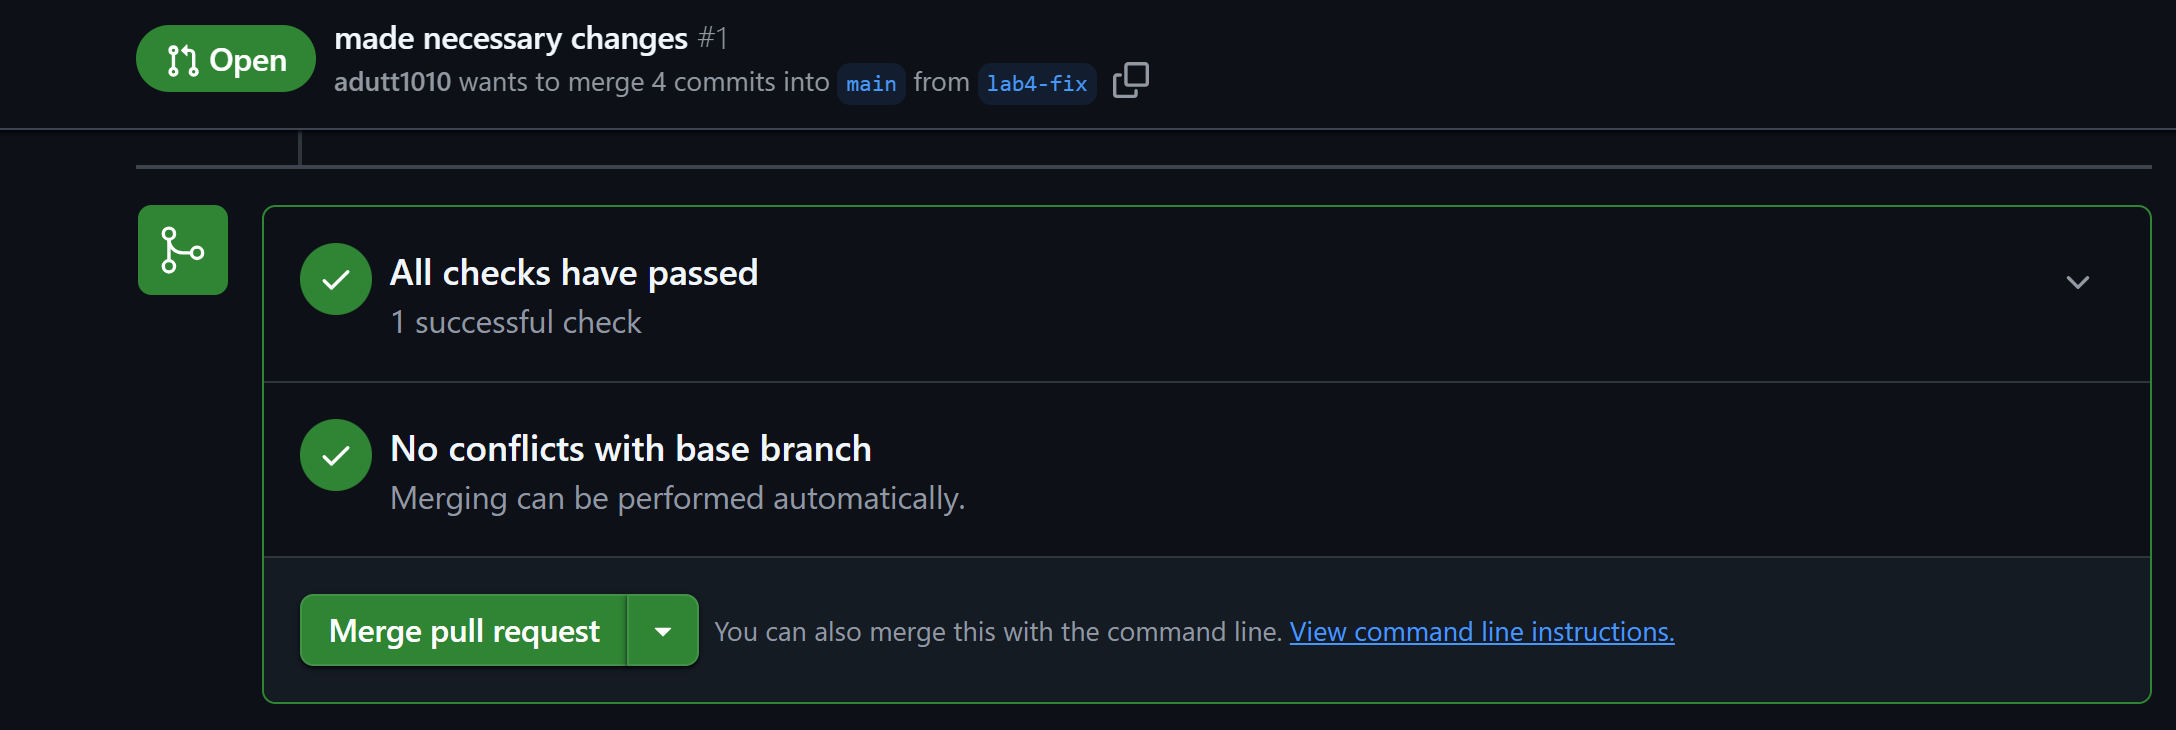 Open
made necessary changes #1
adutt1010 wants to merge 4 commits into main from lab4-fix
All checks have passed
1 successful check
No conflicts with base branch
Merging can be performed automatically.
Merge pull request
You can also merge this with the command line. View command line instructions.